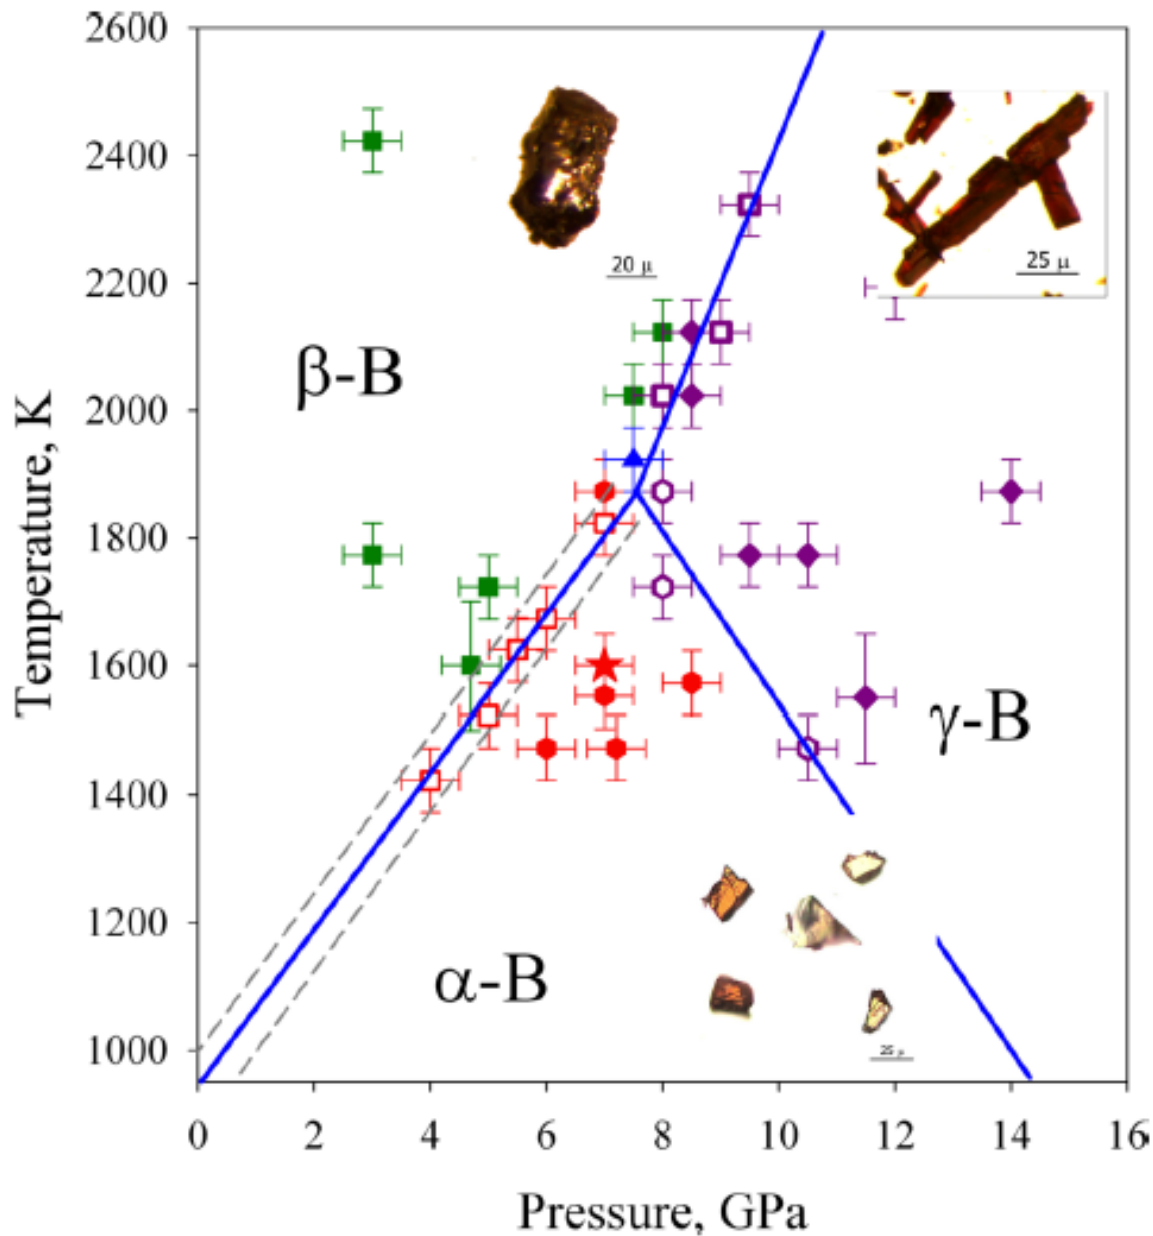 2600
2400
2200
2000
1800
1600
1400
1200
1000
Temperature, K
β-B
20 μ
25 μ
γ-B
α-B
25 μ
0 2 4 6 8 10 12 14 16
Pressure, GPa